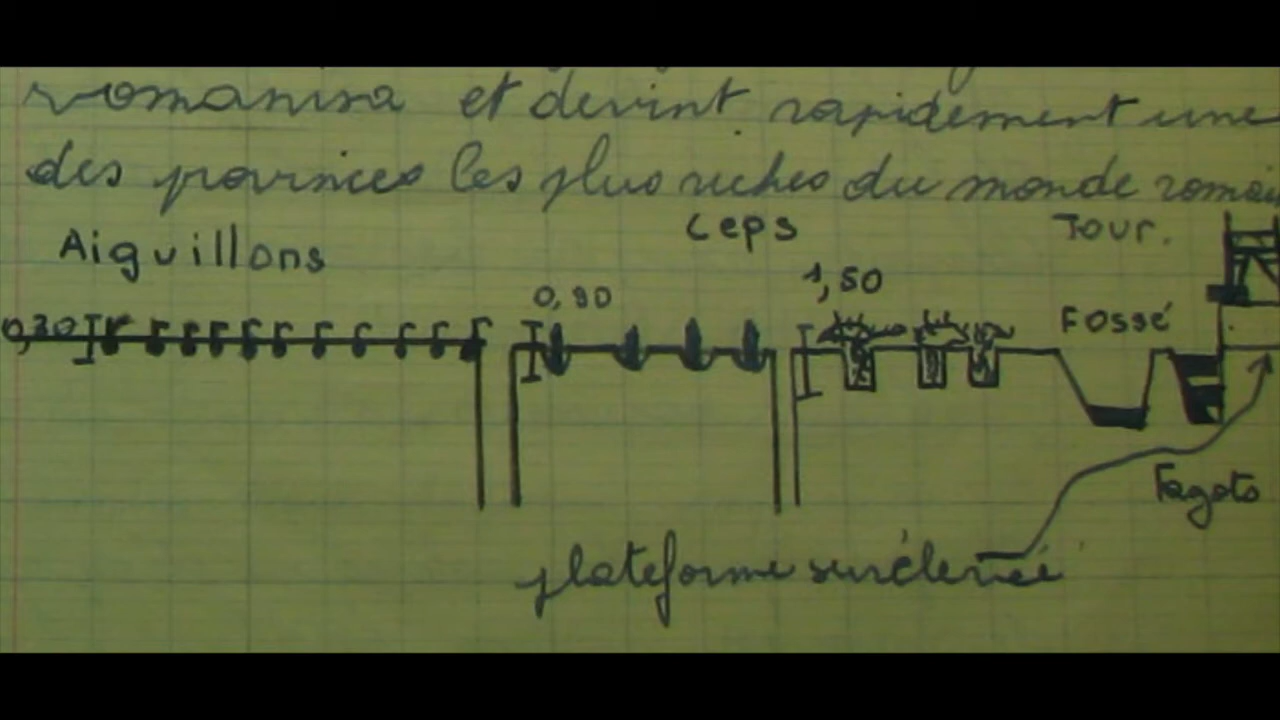 romanisa et devint rapidement une
des provinces les plus riches du monde romain
Ceps
Tour.
Aiguillons
1,50
0,90
Fossé
0,30
Fagots
plateforme surélevée